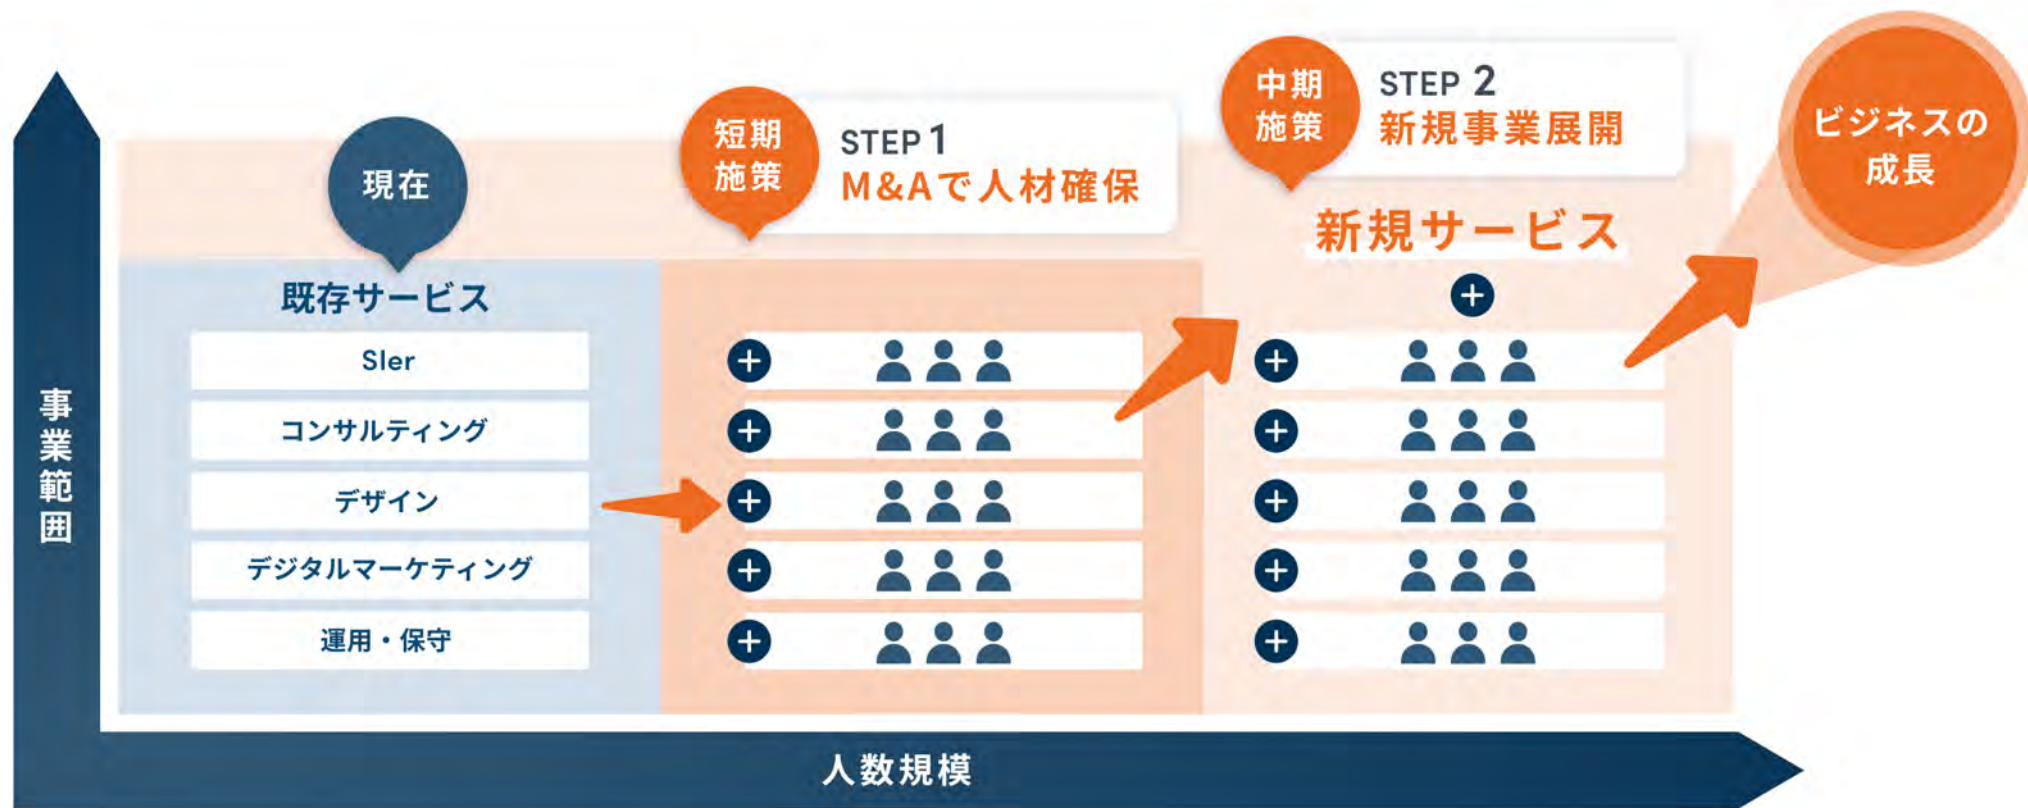 現在
短期
施策
STEP 1
M&Aで人材確保
中期
施策
STEP 2
新規事業展開
ビジネスの
成長
既存サービス
SIer
コンサルティング
デザイン
デジタルマーケティング
運用・保守
新規サービス
事業範囲
人数規模